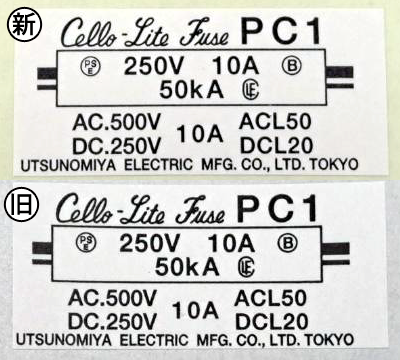 新
Cello-Lite Fuse PC1
PS E 250V 10A B
50kA
AC.500V 10A ACL50
DC.250V DCL20
UTSUNOMIYA ELECTRIC MFG. CO., LTD. TOKYO
旧
Cello-Lite Fuse PC1
PS E 250V 10A B
50kA
AC.500V 10A ACL50
DC.250V DCL20
UTSUNOMIYA ELECTRIC MFG. CO., LTD. TOKYO